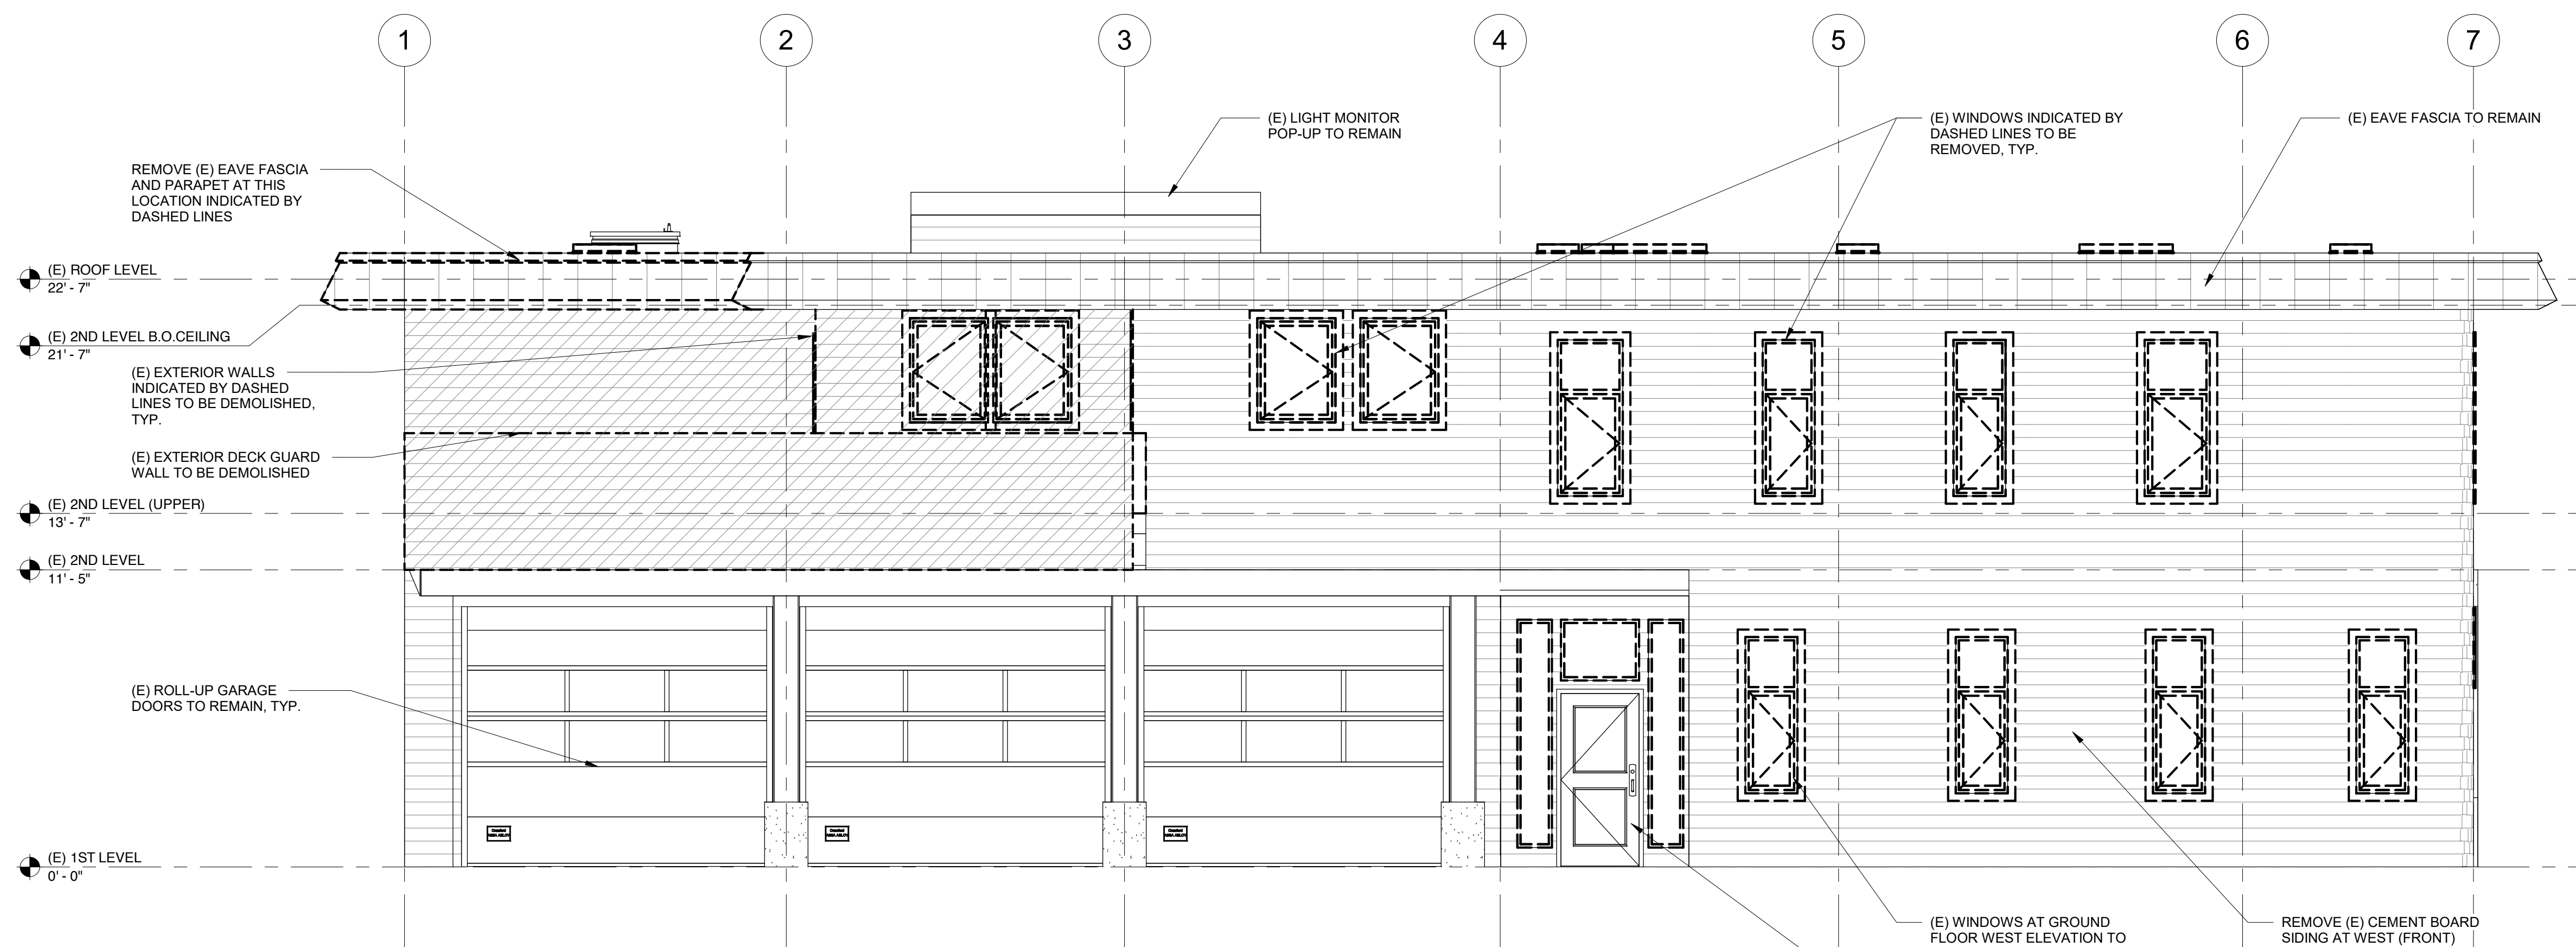 1
2
3
4
5
6
7
(E) LIGHT MONITOR
POP-UP TO REMAIN
(E) WINDOWS INDICATED BY
DASHED LINES TO BE
REMOVED, TYP.
(E) EAVE FASCIA TO REMAIN
REMOVE (E) EAVE FASCIA
AND PARAPET AT THIS
LOCATION INDICATED BY
DASHED LINES
(E) ROOF LEVEL
22' - 7"
(E) 2ND LEVEL B.O.CEILING
21' - 7"
(E) EXTERIOR WALLS
INDICATED BY DASHED
LINES TO BE DEMOLISHED,
TYP.
(E) EXTERIOR DECK GUARD
WALL TO BE DEMOLISHED
(E) 2ND LEVEL (UPPER)
13' - 7"
(E) 2ND LEVEL
11' - 5"
(E) ROLL-UP GARAGE
DOORS TO REMAIN, TYP.
(E) 1ST LEVEL
0' - 0"
(E) WINDOWS AT GROUND
FLOOR WEST ELEVATION TO
REMOVE (E) CEMENT BOARD
SIDING AT WEST (FRONT)